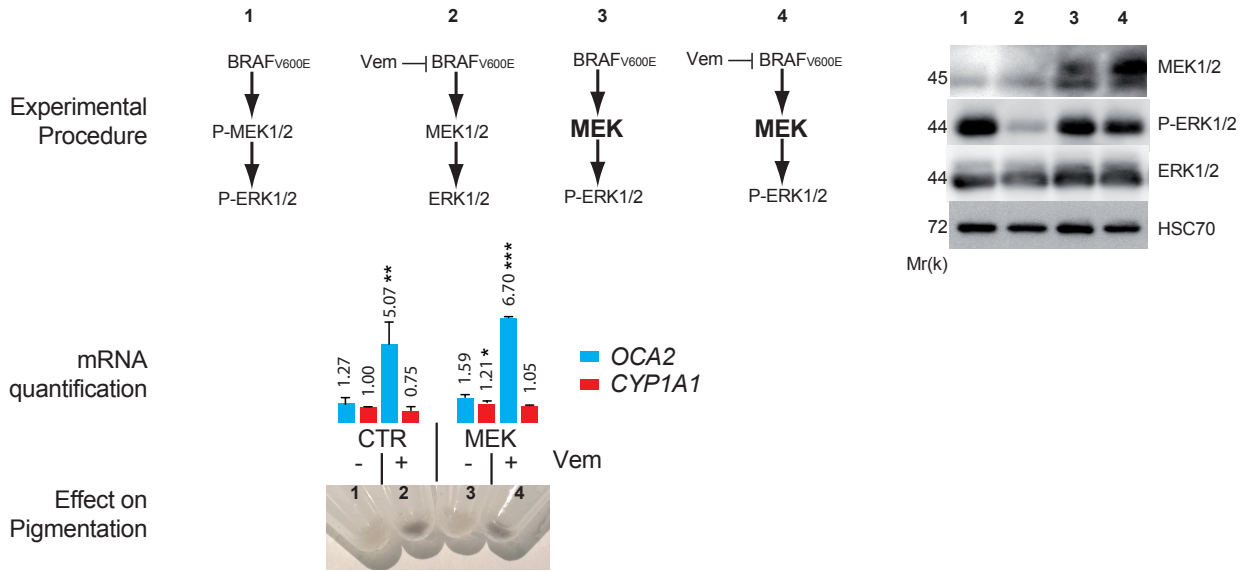 1 2 3 4
BRAFV600E Vem BRAFV600E BRAFV600E Vem BRAFV600E
Experimental
Procedure
P-MEK1/2 MEK1/2 MEK MEK
P-ERK1/2 ERK1/2 P-ERK1/2 P-ERK1/2
1 2 3 4
45 MEK1/2
44 P-ERK1/2
44 ERK1/2
72 HSC70
Mr(k)
mRNA
quantification
1.27 1.00 5.07 ** 0.75 1.59 1.21 * 6.70 *** 1.05
OCA2
CYP1A1
CTR MEK
- + - + Vem
Effect on
Pigmentation
1 2 3 4